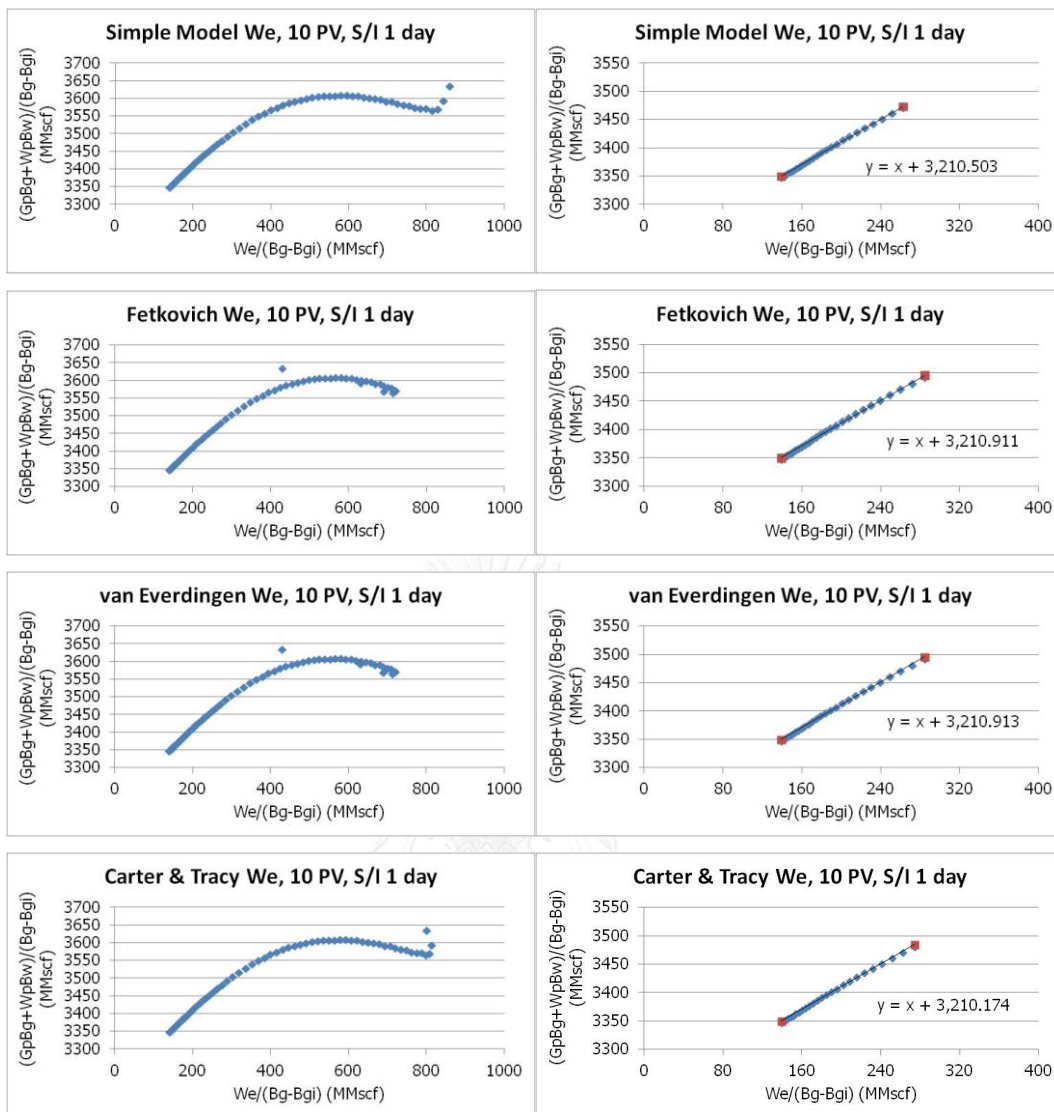 Simple Model We, 10 PV, S/I 1 day
(GpBg+WpBw)/(Bg-Bgi)
(MMscf)
3700
3650
3600
3550
3500
3450
3400
3350
3300
0 200 400 600 800 1000
We/(Bg-Bgi) (MMscf)
Simple Model We, 10 PV, S/I 1 day
(GpBg+WpBw)/(Bg-Bgi)
(MMscf)
3550
3500
3450
3400
3350
3300
y = x + 3,210.503
0 80 160 240 320 400
We/(Bg-Bgi) (MMscf)
Fetkovich We, 10 PV, S/I 1 day
(GpBg+WpBw)/(Bg-Bgi)
(MMscf)
3700
3650
3600
3550
3500
3450
3400
3350
3300
0 200 400 600 800 1000
We/(Bg-Bgi) (MMscf)
Fetkovich We, 10 PV, S/I 1 day
(GpBg+WpBw)/(Bg-Bgi)
(MMscf)
3550
3500
3450
3400
3350
3300
y = x + 3,210.911
0 80 160 240 320 400
We/(Bg-Bgi) (MMscf)
van Everdingen We, 10 PV, S/I 1 day
(GpBg+WpBw)/(Bg-Bgi)
(MMscf)
3700
3650
3600
3550
3500
3450
3400
3350
3300
0 200 400 600 800 1000
We/(Bg-Bgi) (MMscf)
van Everdingen We, 10 PV, S/I 1 day
(GpBg+WpBw)/(Bg-Bgi)
(MMscf)
3550
3500
3450
3400
3350
3300
y = x + 3,210.913
0 80 160 240 320 400
We/(Bg-Bgi) (MMscf)
Carter & Tracy We, 10 PV, S/I 1 day
(GpBg+WpBw)/(Bg-Bgi)
(MMscf)
3700
3650
3600
3550
3500
3450
3400
3350
3300
0 200 400 600 800 1000
We/(Bg-Bgi) (MMscf)
Carter & Tracy We, 10 PV, S/I 1 day
(GpBg+WpBw)/(Bg-Bgi)
(MMscf)
3550
3500
3450
3400
3350
3300
y = x + 3,210.174
0 80 160 240 320 400
We/(Bg-Bgi) (MMscf)